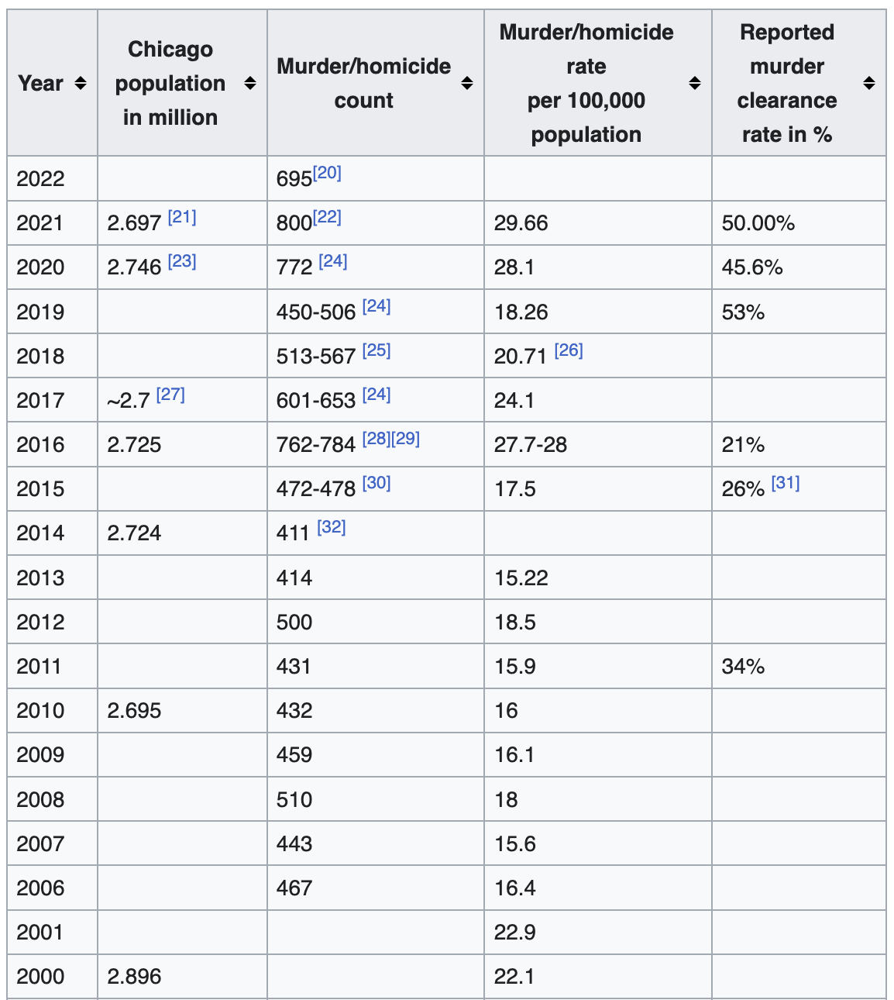 Year Chicago population in million Murder/homicide count Murder/homicide rate per 100,000 population Reported murder clearance rate in %
2022 695[20]
2021 2.697 [21] 800[22] 29.66 50.00%
2020 2.746 [23] 772 [24] 28.1 45.6%
2019 450-506 [24] 18.26 53%
2018 513-567 [25] 20.71 [26]
2017 ~2.7 [27] 601-653 [24] 24.1
2016 2.725 762-784 [28][29] 27.7-28 21%
2015 472-478 [30] 17.5 26% [31]
2014 2.724 411 [32]
2013 414 15.22
2012 500 18.5
2011 431 15.9 34%
2010 2.695 432 16
2009 459 16.1
2008 510 18
2007 443 15.6
2006 467 16.4
2001 22.9
2000 2.896 22.1